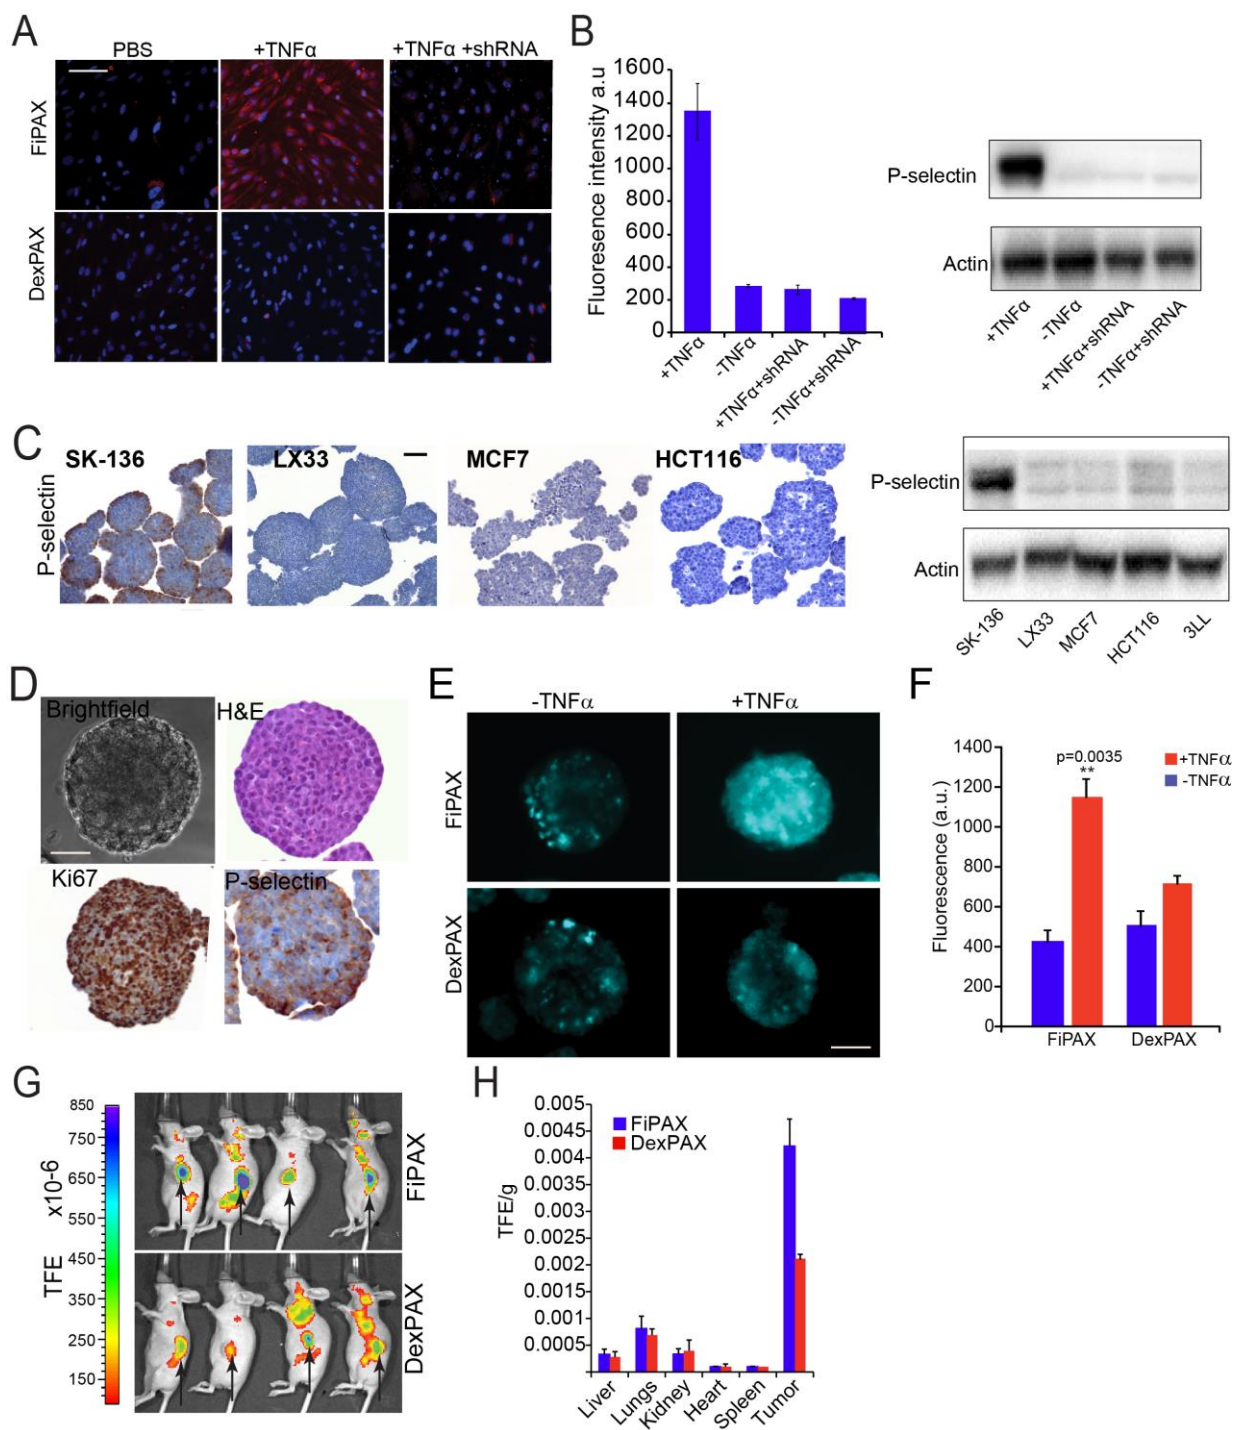 A
PBS
+TNFα
+TNFα +shRNA
FiPAX
DexPAX
B
Fluoresence intensity a.u
1600
1400
1200
1000
800
600
400
200
0
+TNFα
-TNFα
+TNFα+shRNA
-TNFα+shRNA
P-selectin
Actin
+TNFα
-TNFα
+TNFα+shRNA
-TNFα+shRNA
C
P-selectin
SK-136
LX33
MCF7
HCT116
P-selectin
Actin
SK-136
LX33
MCF7
HCT116
3LL
D
Brightfield
H&E
Ki67
P-selectin
E
-TNFα
+TNFα
FiPAX
DexPAX
F
Fluorescence (a.u.)
1400
1200
1000
800
600
400
200
0
p=0.0035
**
+TNFα
-TNFα
FiPAX
DexPAX
G
TFE x10-6
850
750
650
550
450
350
250
150
FiPAX
DexPAX
H
TFE/g
0.005
0.0045
0.004
0.0035
0.003
0.0025
0.002
0.0015
0.001
0.0005
FiPAX
DexPAX
Liver
Lungs
Kidney
Heart
Spleen
Tumor